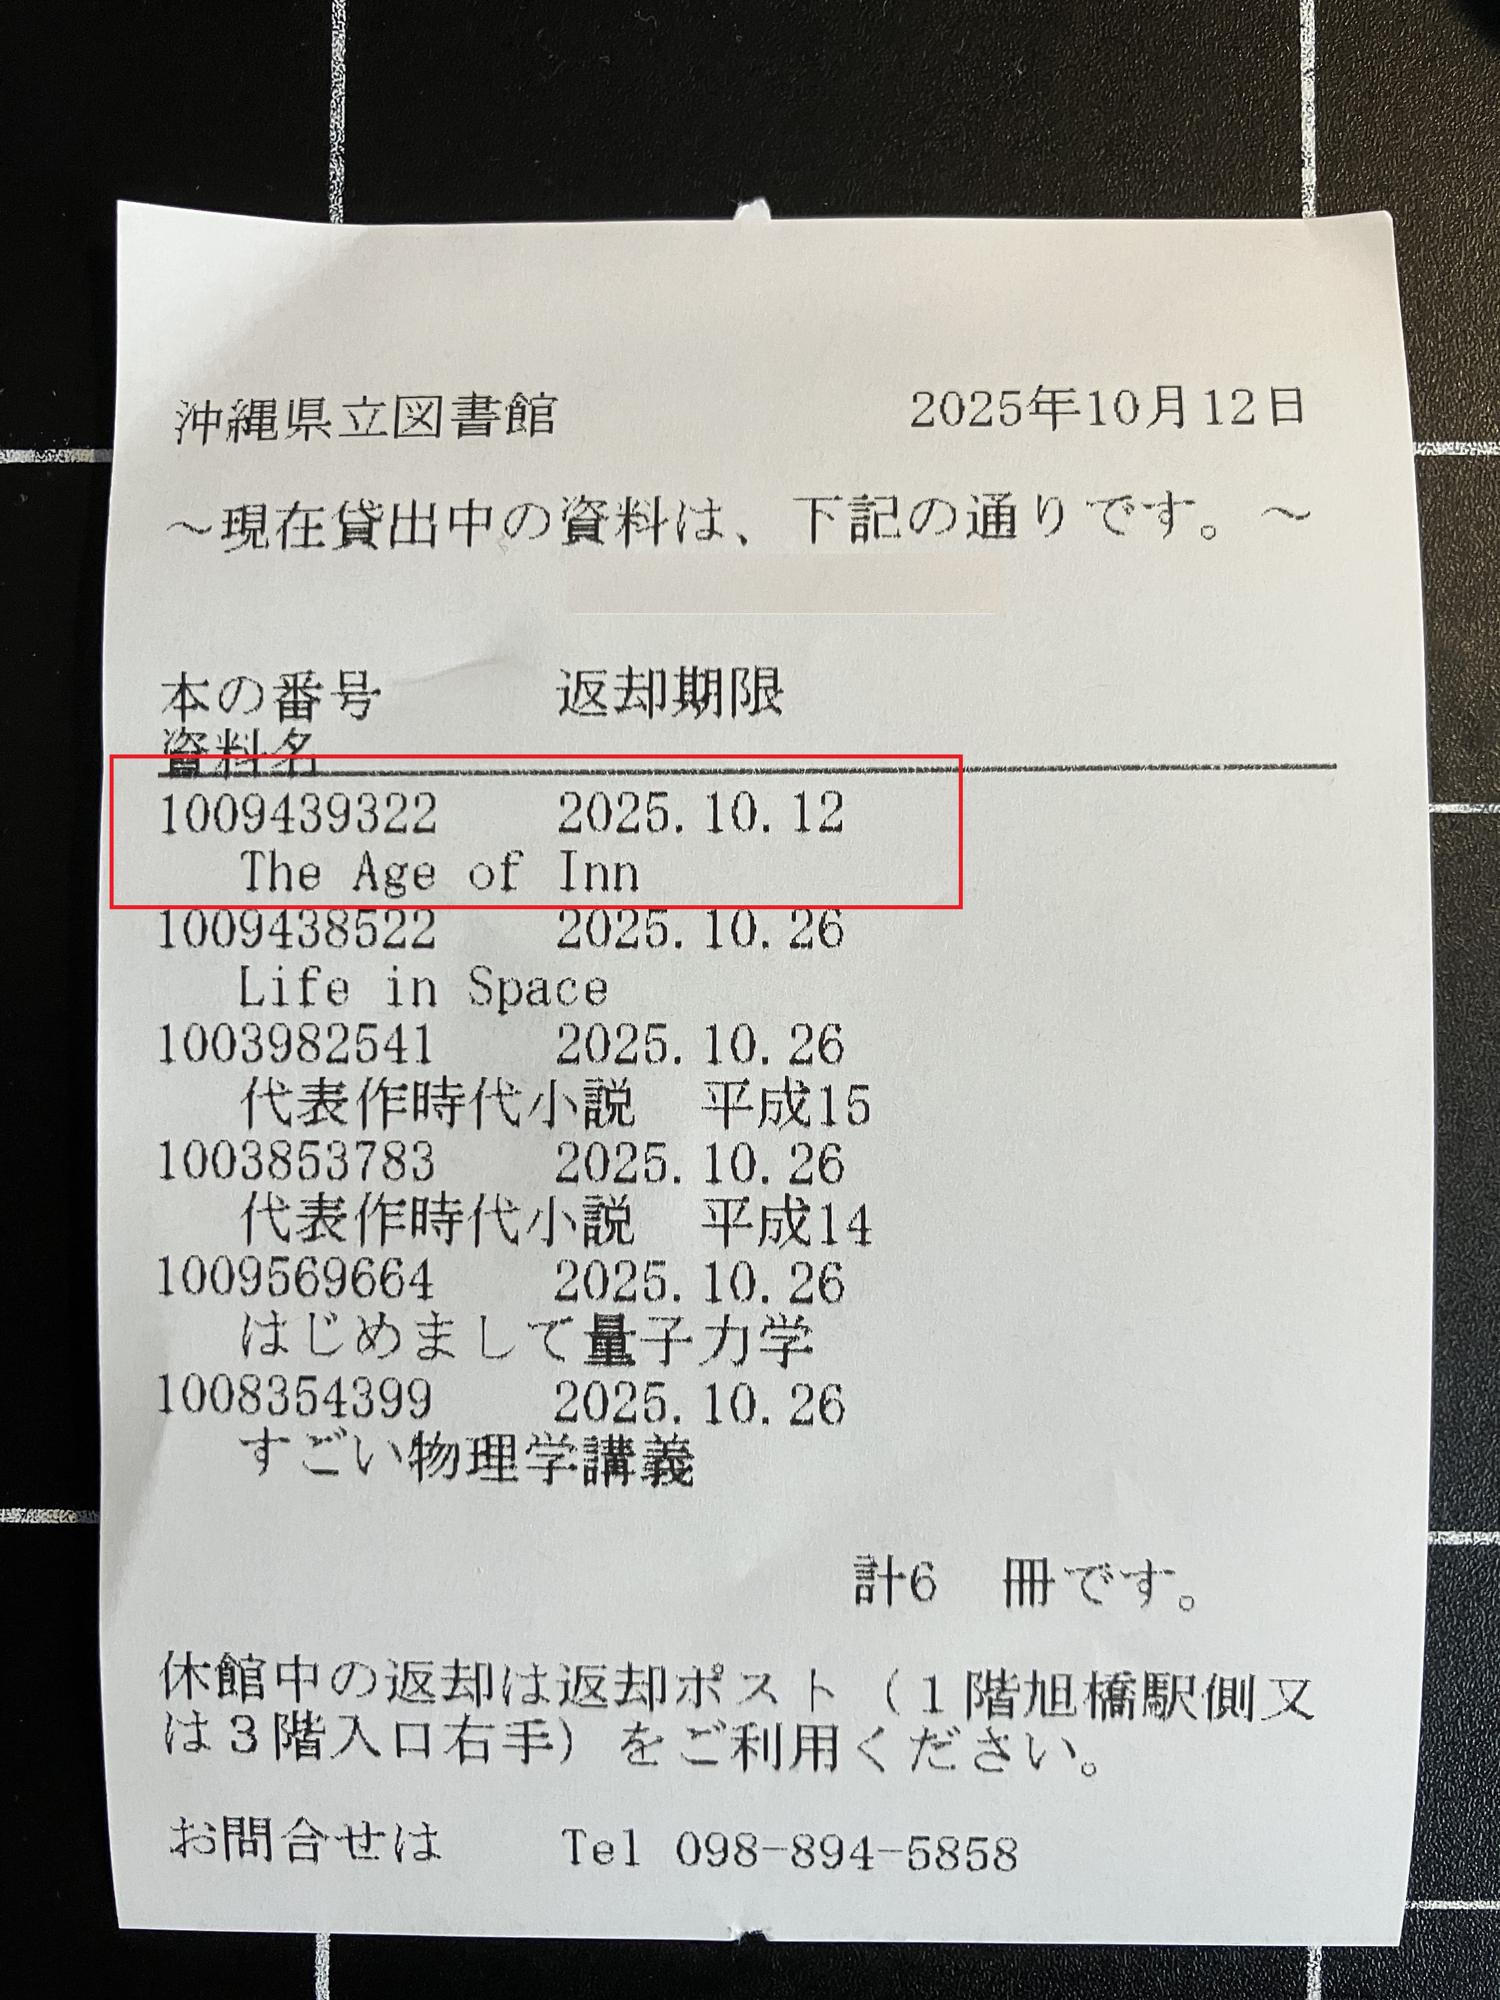 沖縄県立図書館 2025年10月12日
～現在貸出中の資料は、下記の通りです。～
本の番号 返却期限
資料名
1009439322 2025.10.12
The Age of Inn
1009438522 2025.10.26
Life in Space
1003982541 2025.10.26
代表作時代小説 平成15
1003853783 2025.10.26
代表作時代小説 平成14
1009569664 2025.10.26
はじめまして量子力学
1008354399 2025.10.26
すごい物理学講義
計6 冊です。
休館中の返却は返却ポスト（１階旭橋駅側又
は３階入口右手）をご利用ください。
お問合せは Tel 098-894-5858